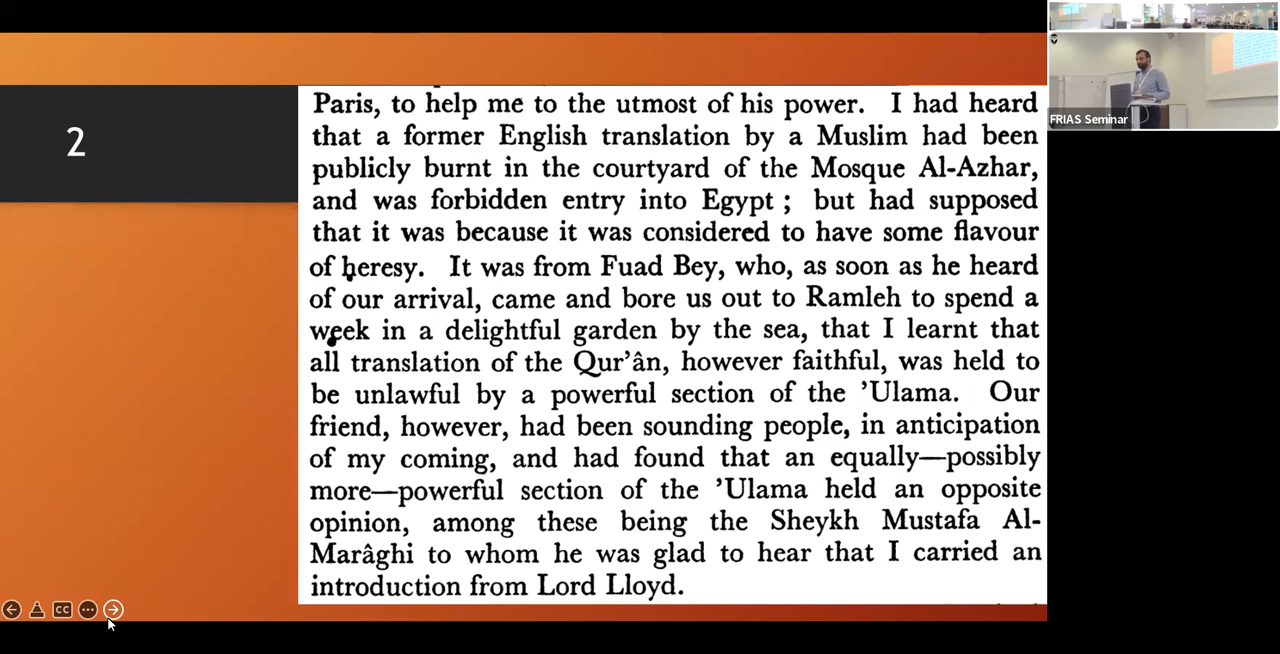 2
Paris, to help me to the utmost of his power. I had heard
that a former English translation by a Muslim had been
publicly burnt in the courtyard of the Mosque Al-Azhar,
and was forbidden entry into Egypt ; but had supposed
that it was because it was considered to have some flavour
of heresy. It was from Fuad Bey, who, as soon as he heard
of our arrival, came and bore us out to Ramleh to spend a
week in a delightful garden by the sea, that I learnt that
all translation of the Qur’ân, however faithful, was held to
be unlawful by a powerful section of the ’Ulama. Our
friend, however, had been sounding people, in anticipation
of my coming, and had found that an equally—possibly
more—powerful section of the ’Ulama held an opposite
opinion, among these being the Sheykh Mustafa Al-
Marâghi to whom he was glad to hear that I carried an
introduction from Lord Lloyd.
CC
FRIAS Seminar